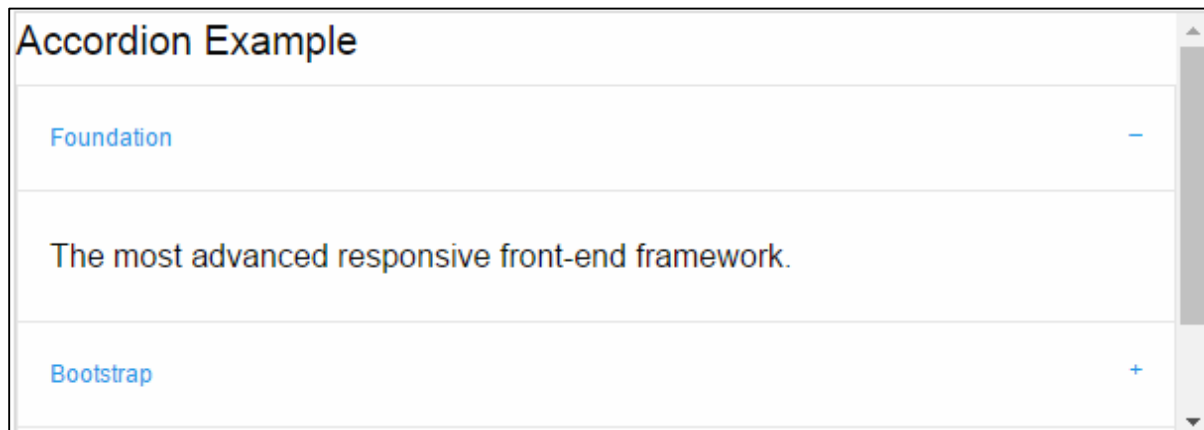 Accordion Example
Foundation –
The most advanced responsive front-end framework.
Bootstrap +